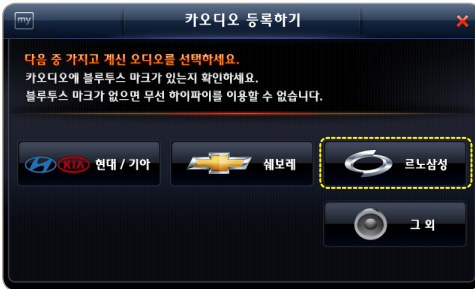 my
카오디오 등록하기
다음 중 가지고 계신 오디오를 선택하세요.
카오디오에 블루투스 마크가 있는지 확인하세요.
블루투스 마크가 없으면 무선 하이파이를 이용할 수 없습니다.
KIA 현대 / 기아
쉐보레
르노삼성
그 외